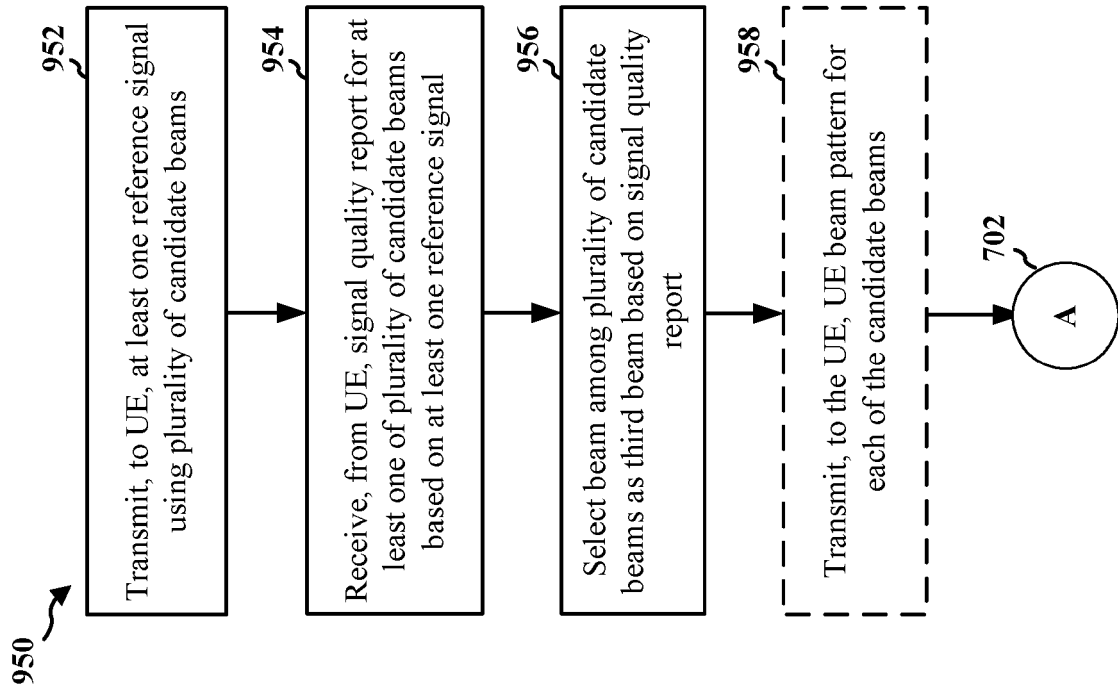 950
952
Transmit, to UE, at least one reference signal
using plurality of candidate beams
954
Receive, from UE, signal quality report for at
least one of plurality of candidate beams
based on at least one reference signal
956
Select beam among plurality of candidate
beams as third beam based on signal quality
report
958
Transmit, to the UE, UE beam pattern for
each of the candidate beams
702
A